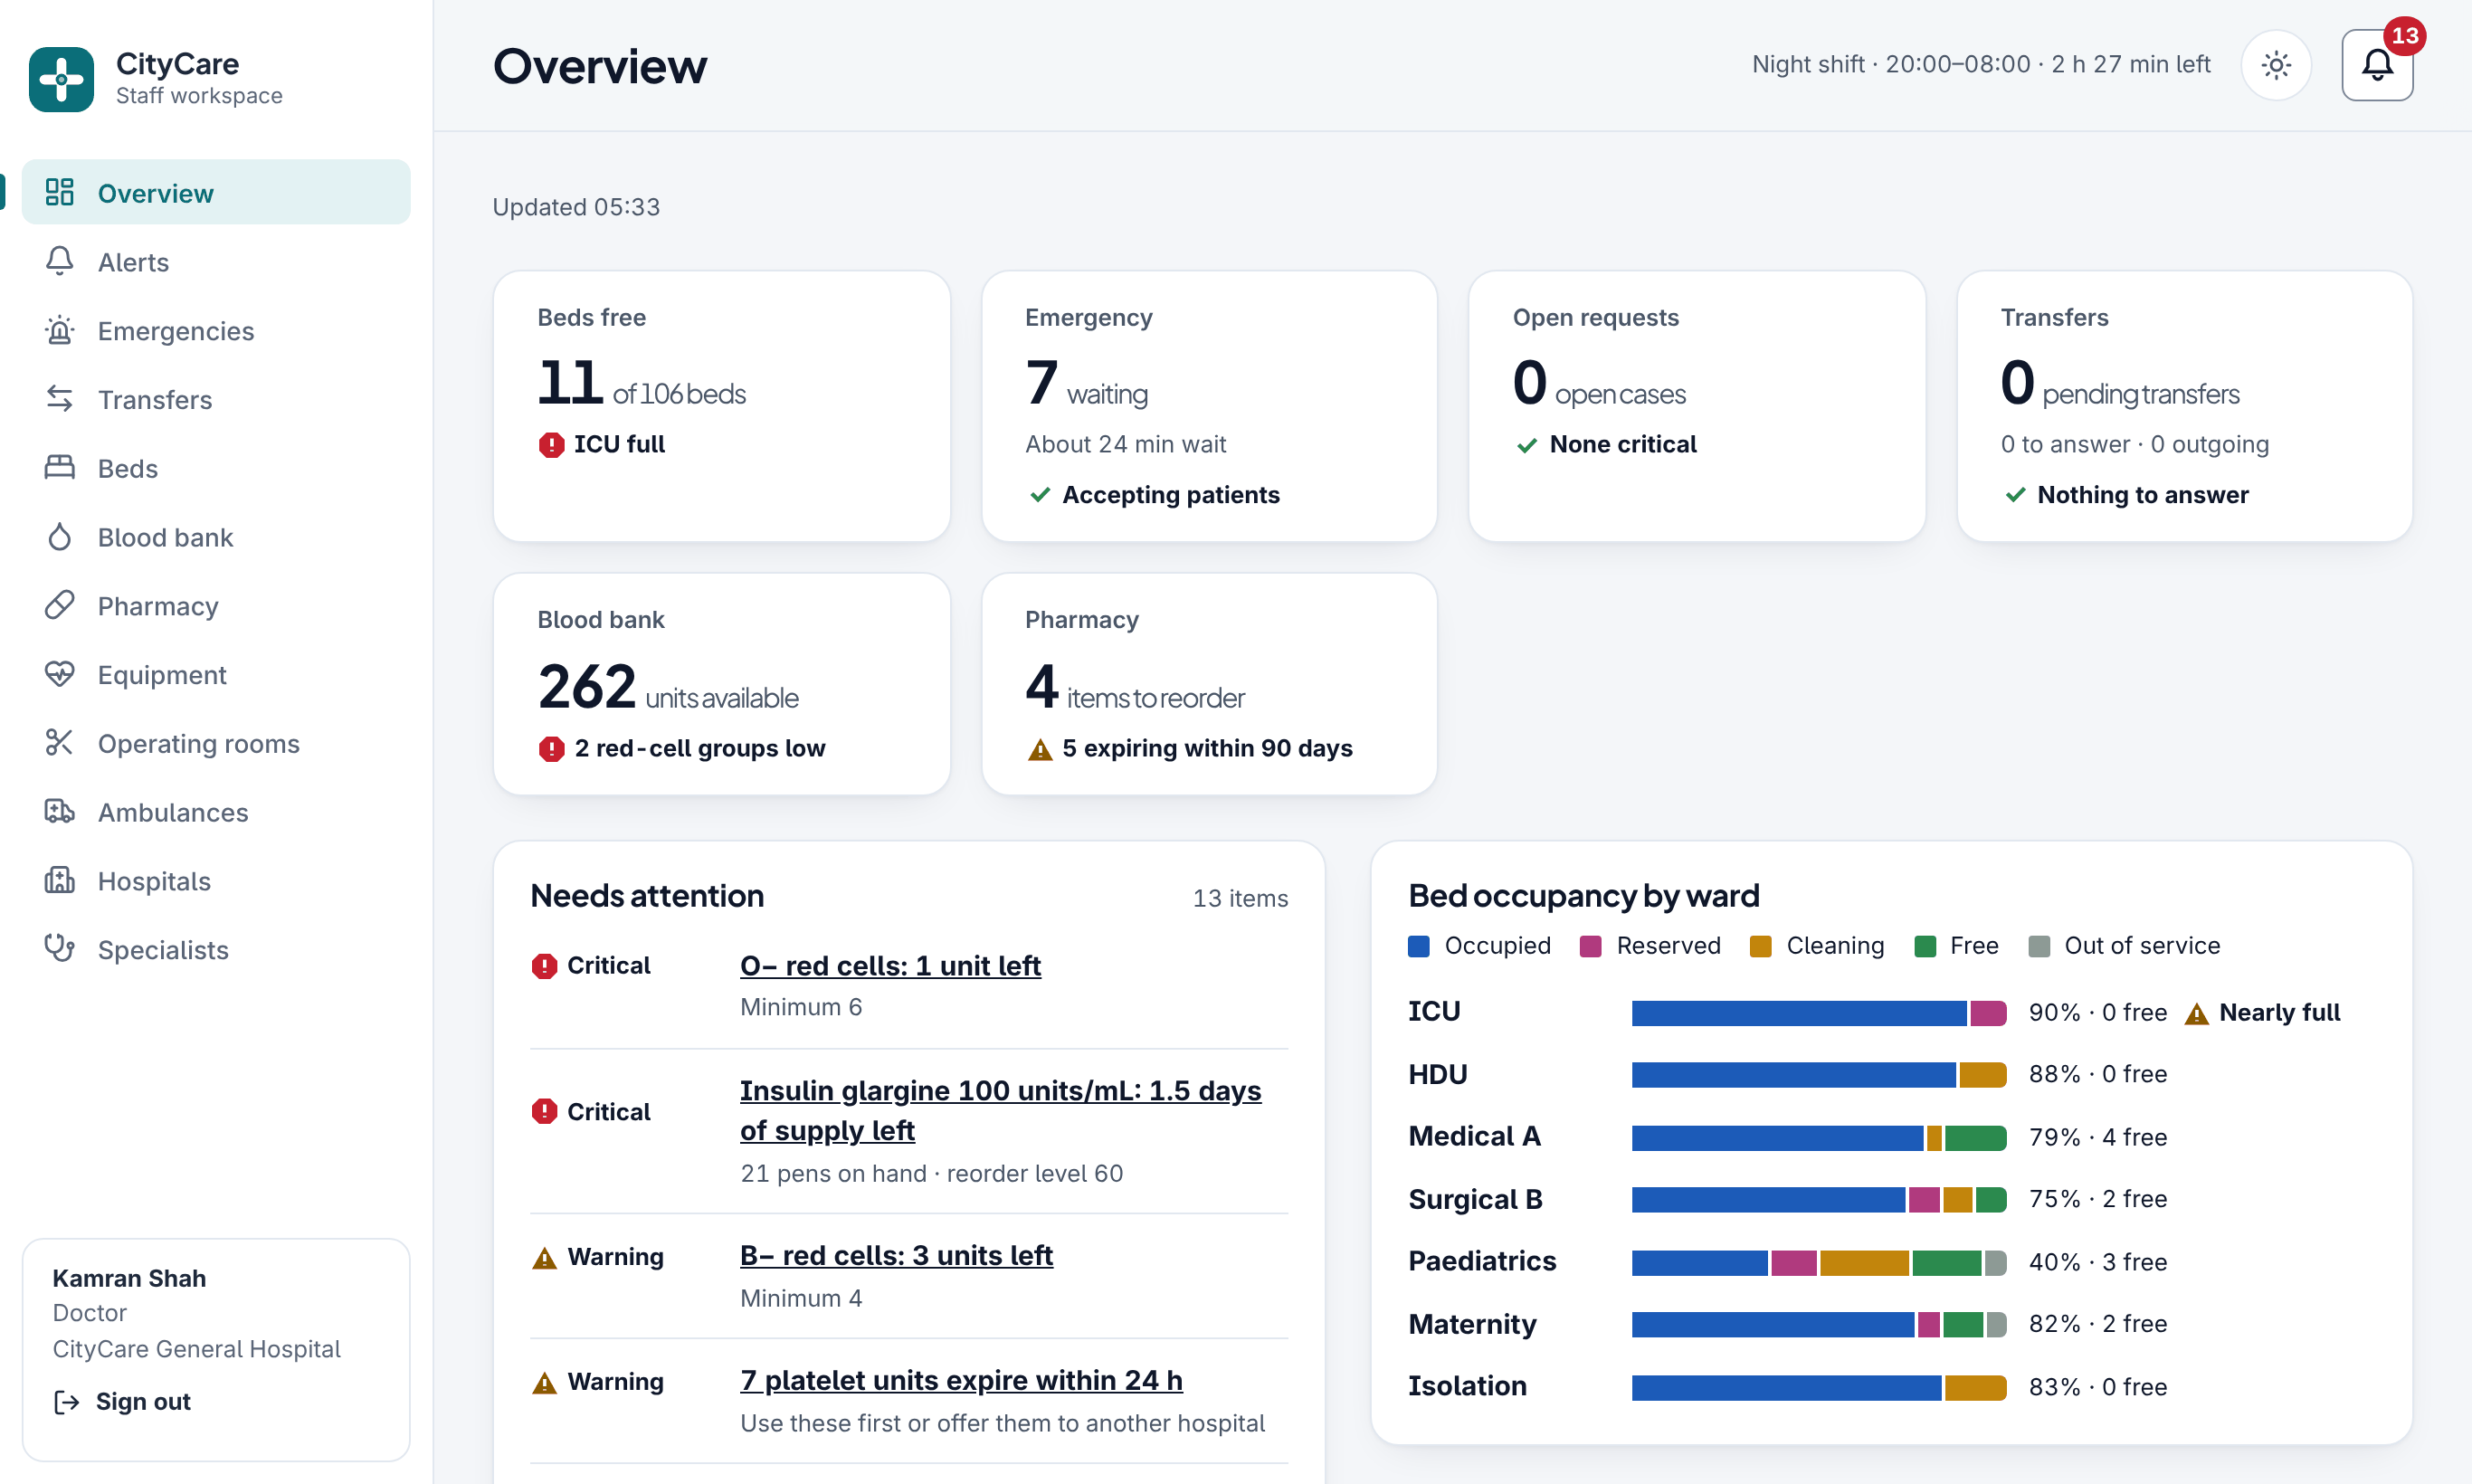 CityCare
Staff workspace
Overview
Alerts
Emergencies
Transfers
Beds
Blood bank
Pharmacy
Equipment
Operating rooms
Ambulances
Hospitals
Specialists
Kamran Shah
Doctor
CityCare General Hospital
Sign out
Overview
Night shift · 20:00–08:00 · 2 h 27 min left
13
Updated 05:33
Beds free
11 of 106 beds
ICU full
Emergency
7 waiting
About 24 min wait
Accepting patients
Open requests
0 open cases
None critical
Transfers
0 pending transfers
0 to answer · 0 outgoing
Nothing to answer
Blood bank
262 units available
2 red-cell groups low
Pharmacy
4 items to reorder
5 expiring within 90 days
Needs attention
13 items
Critical
O− red cells: 1 unit left
Minimum 6
Critical
Insulin glargine 100 units/mL: 1.5 days
of supply left
21 pens on hand · reorder level 60
Warning
B− red cells: 3 units left
Minimum 4
Warning
7 platelet units expire within 24 h
Use these first or offer them to another hospital
Bed occupancy by ward
Occupied Reserved Cleaning Free Out of service
ICU 90% · 0 free Nearly full
HDU 88% · 0 free
Medical A 79% · 4 free
Surgical B 75% · 2 free
Paediatrics 40% · 3 free
Maternity 82% · 2 free
Isolation 83% · 0 free